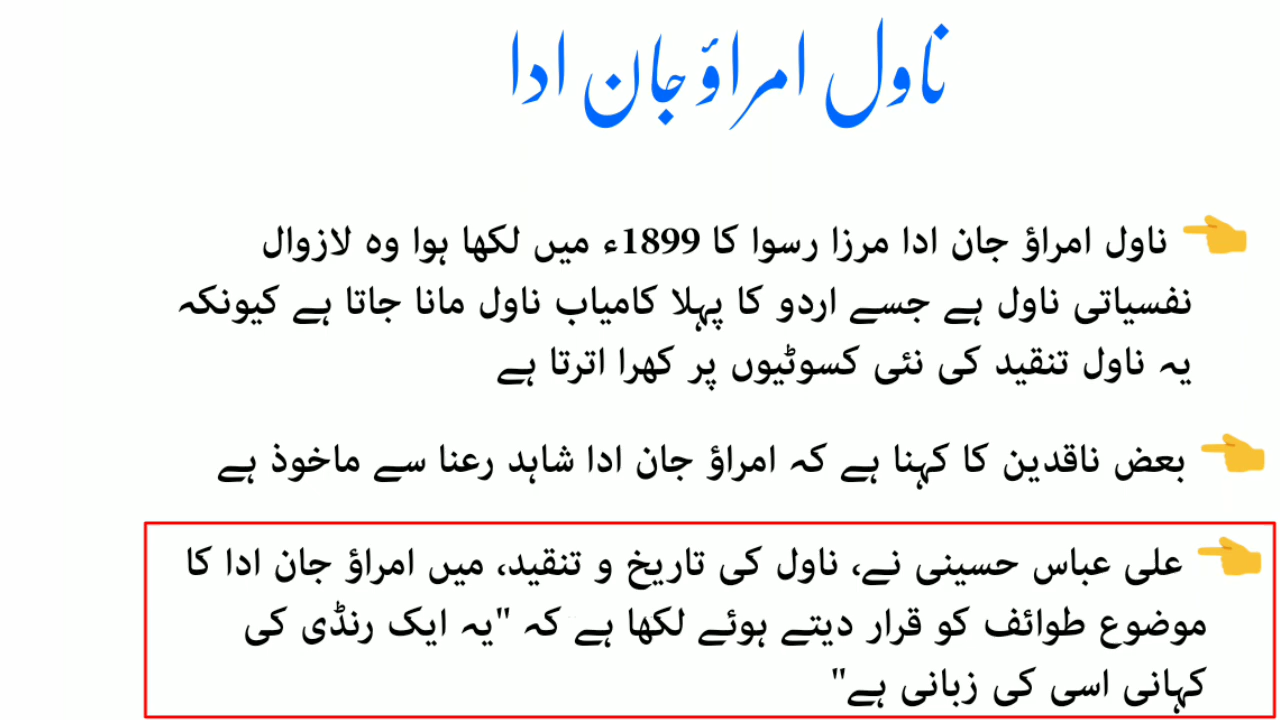 ناول امراؤ جان ادا
ناول امراؤ جان ادا مرزا رسوا کا 1899ء میں لکھا ہوا وہ لازوال
نفسیاتی ناول ہے جسے اردو کا پہلا کامیاب ناول مانا جاتا ہے کیونکہ
یہ ناول تنقید کی نئی کسوٹیوں پر کھرا اترتا ہے
بعض ناقدین کا کہنا ہے کہ امراؤ جان ادا شاہد رعنا سے ماخوذ ہے
علی عباس حسینی نے، ناول کی تاریخ و تنقید، میں امراؤ جان ادا کا
موضوع طوائف کو قرار دیتے ہوئے لکھا ہے کہ "یہ ایک رنڈی کی
کہانی اسی کی زبانی ہے"